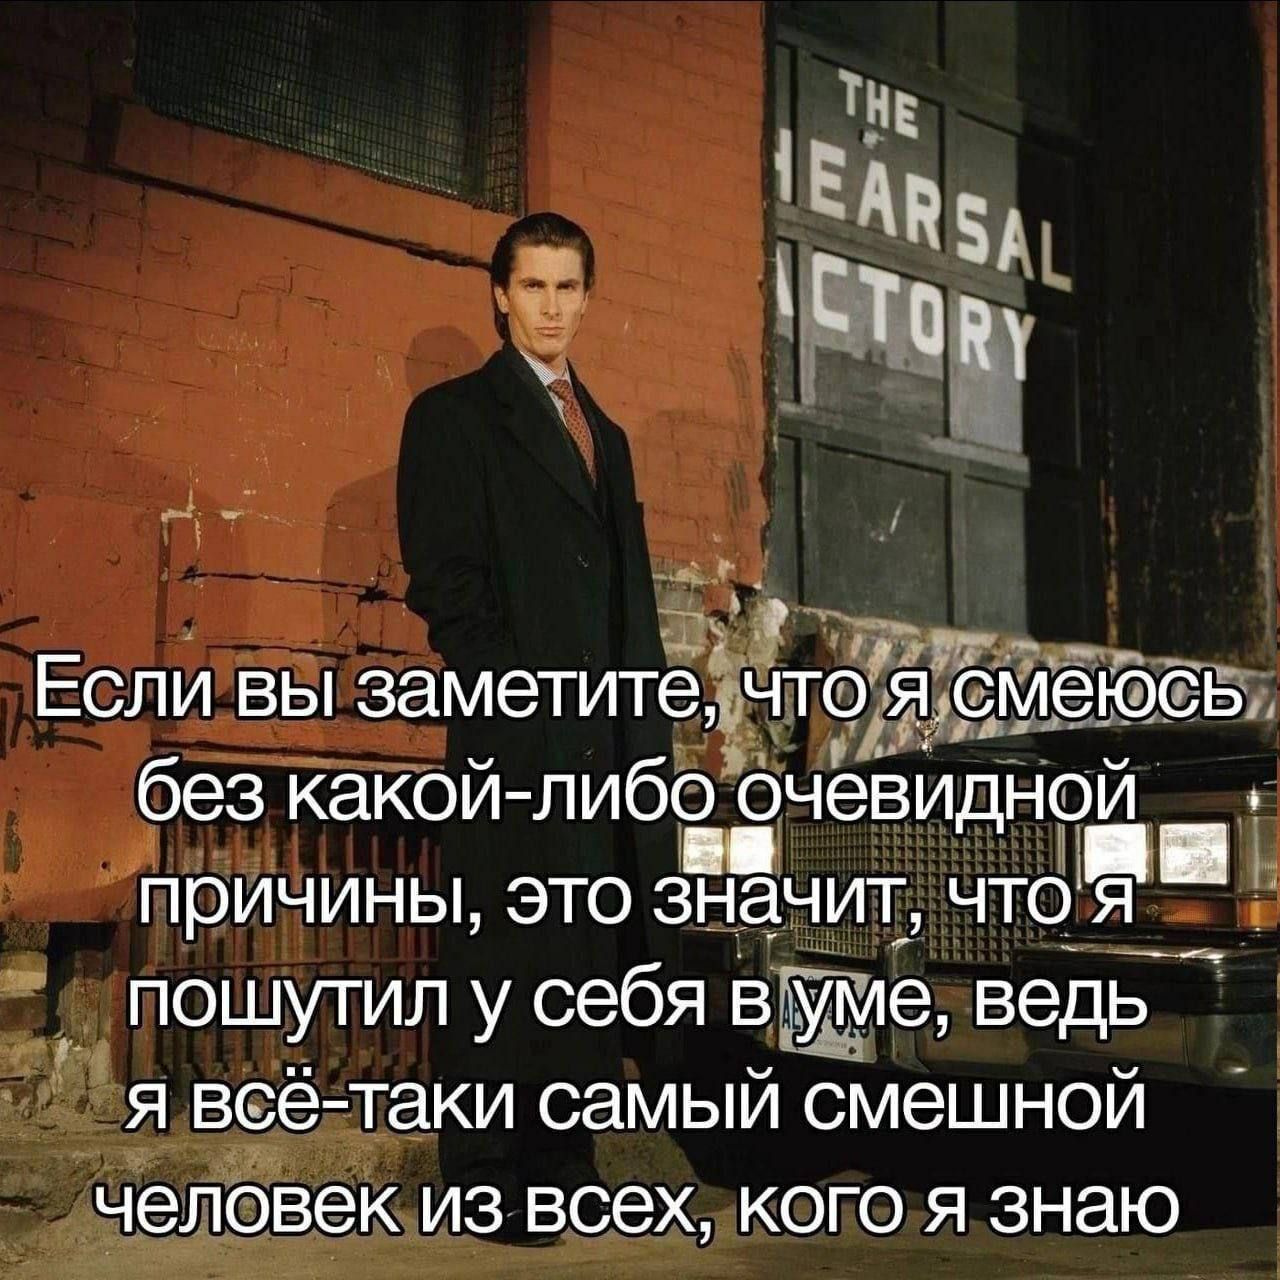 THE
EARSAL
CTORY
Если вы заметите, что я смеюсь
без какой-либо очевидной
причины, это значит, что я
пошутил у себя в уме, ведь
я всё-таки самый смешной
человек из всех, кого я знаю